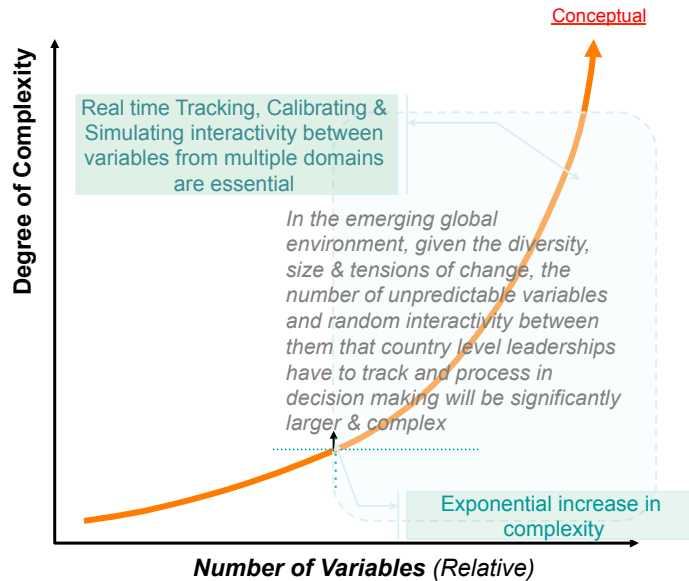 Conceptual
Degree of Complexity
Real time Tracking, Calibrating &
Simulating interactivity between
variables from multiple domains
are essential
In the emerging global
environment, given the diversity,
size & tensions of change, the
number of unpredictable variables
and random interactivity between
them that country level leaderships
have to track and process in
decision making will be significantly
larger & complex
Exponential increase in
complexity
Number of Variables (Relative)